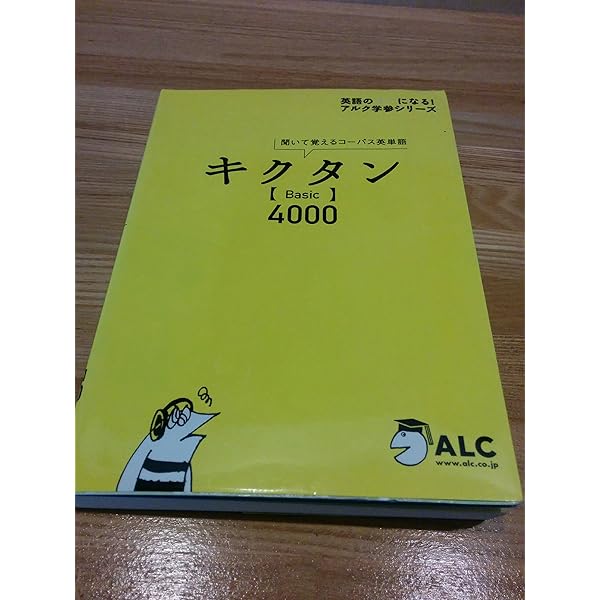 英語の　　になる!
アルク学参シリーズ
聞いて覚えるコーパス英単語
キクタン
【Basic】
4000
ALC
www.alc.co.jp